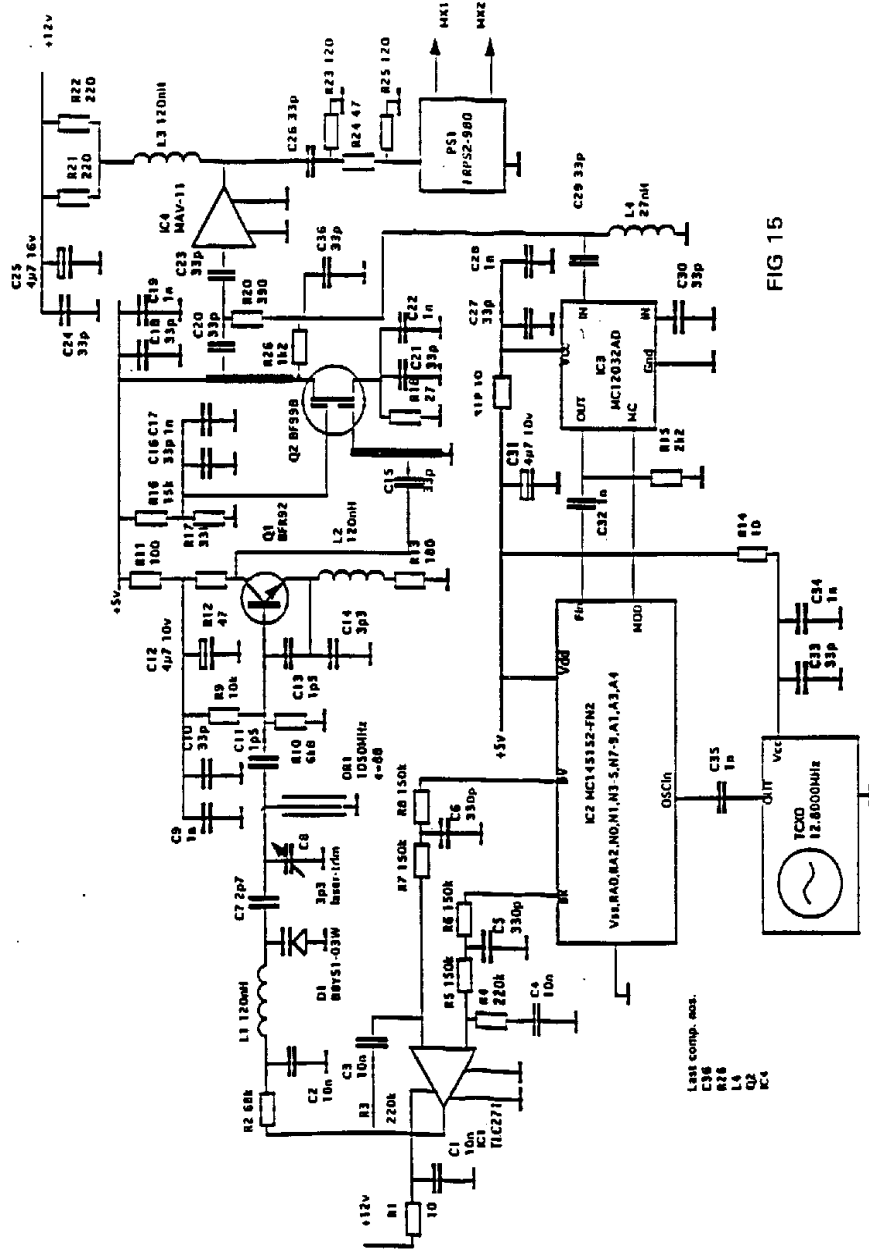 +12v
R22
220
R21
220
L3 120nH
C25
4µ7 16v
C24
33p
IC4
MAV-11
C26 33p
R23 120
R24 47
R25 120
PS1
LRPS2-980
MX1
MX2
C19
1n
C18
33p
C23
33p
C20
33p
R20
390
C36
33p
R26
1k2
C22
1n
C21
33p
R18
27
Q2 BF998
C17
1n
C16
33p
R16
15k
R17
33k
C15
33p
+5v
R11
100
R12
47
Q1
BFR92
L2
120nH
R13
180
C12
4µ7 10v
C14
3p3
C13
1p5
R9
10k
C10
33p
C11
1p5
R10
6k8
C9
1n
DR1
1050MHz
C8
3p3
laser-trim
C7 2p7
D1
BBY51-03W
L1 120nH
C2
10n
R2 68k
C3
10n
R3
220k
C1
10n
IC1
TLC271
+12v
R1
10
R8 150k
R7 150k
C6
330p
R6 150k
R5 150k
C5
330p
R4
220k
C4
10n
+5v
C31
4µ7 10v
C27
33p
C28
1n
C29 33p
L4
27nH
C30
33p
Vcc
OUT
IN
IN
MC
Gnd
IC3
MC12032AD
R15
2k2
C32 1n
R14
10
Fin
MOD
Vdd
OSCin
IC2 MC145152-FN2
Vss,RA0,RA2,N0,N1,N3-5,N7-9,A1,A3,A4
C35
1n
C33
33p
C34
1n
OUT
Vcc
TCXO
12.8000MHz
Last comp. nos.
C36
R26
L4
Q2
IC4
FIG 15